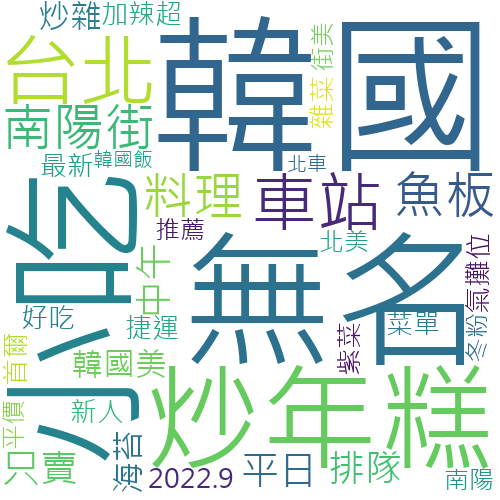 炒雜
加辣超
台北
韓國
雜菜
街美
南陽街
最新
韓國飯
北車
料理
車站
魚板
小吃
推薦
無名
北美
氣攤位
中午
好吃
捷運
紫菜
菜單
冬粉
首爾
平價
韓國美
炒年糕
新人
只賣
海苔
2022.9
平日
排隊
南陽